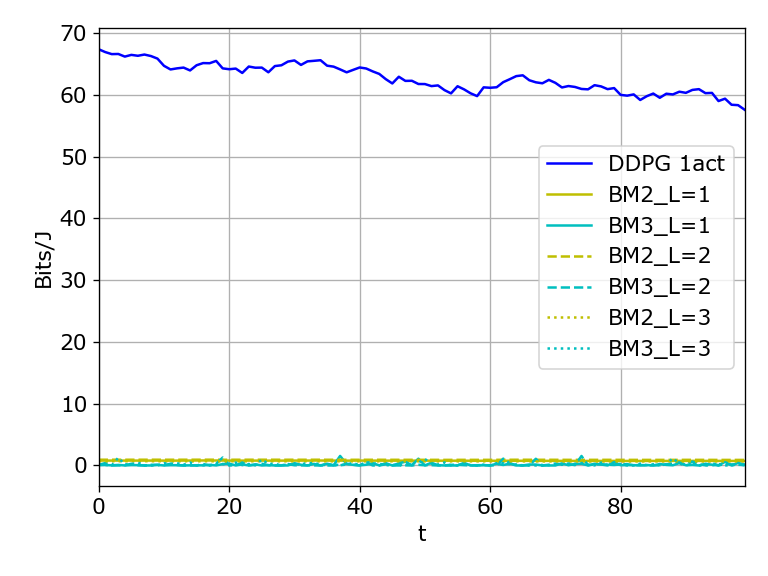 70
60
50
40
30
20
10
0
Bits/J
DDPG 1act
BM2_L=1
BM3_L=1
BM2_L=2
BM3_L=2
BM2_L=3
BM3_L=3
0 20 40 60 80
t